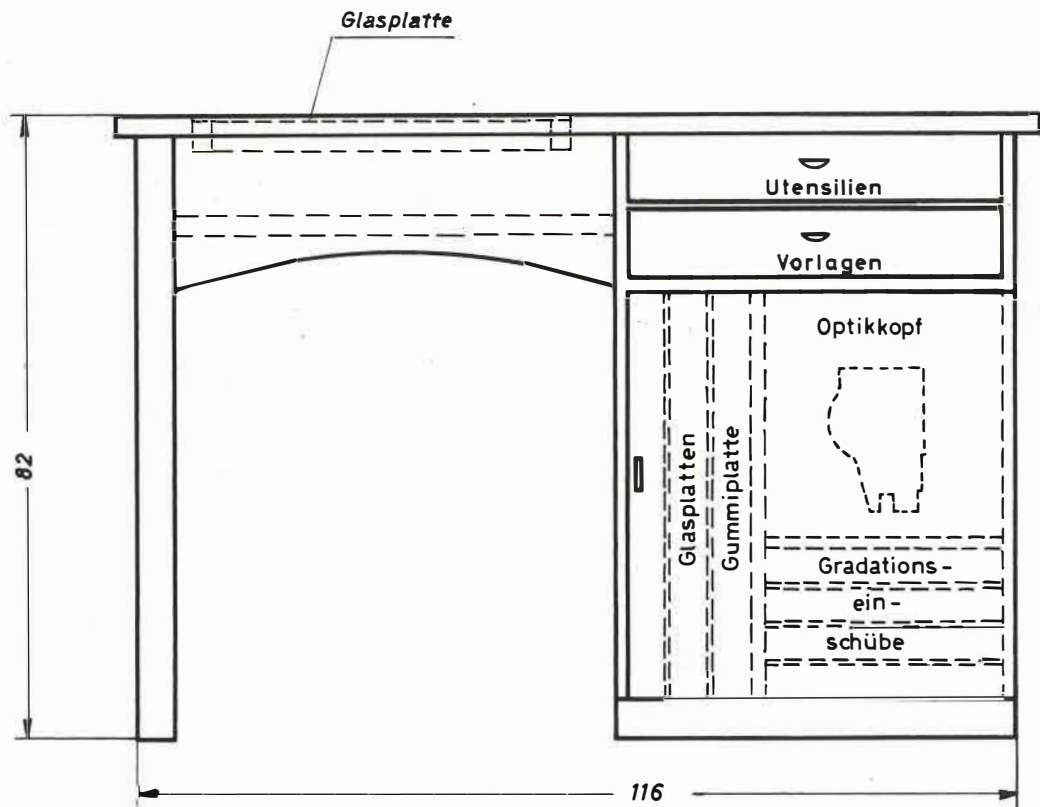 Glasplatte
Utensilien
Vorlagen
Optikkopf
82
Glasplatten
Gummiplatte
Gradations-
ein-
schübe
116